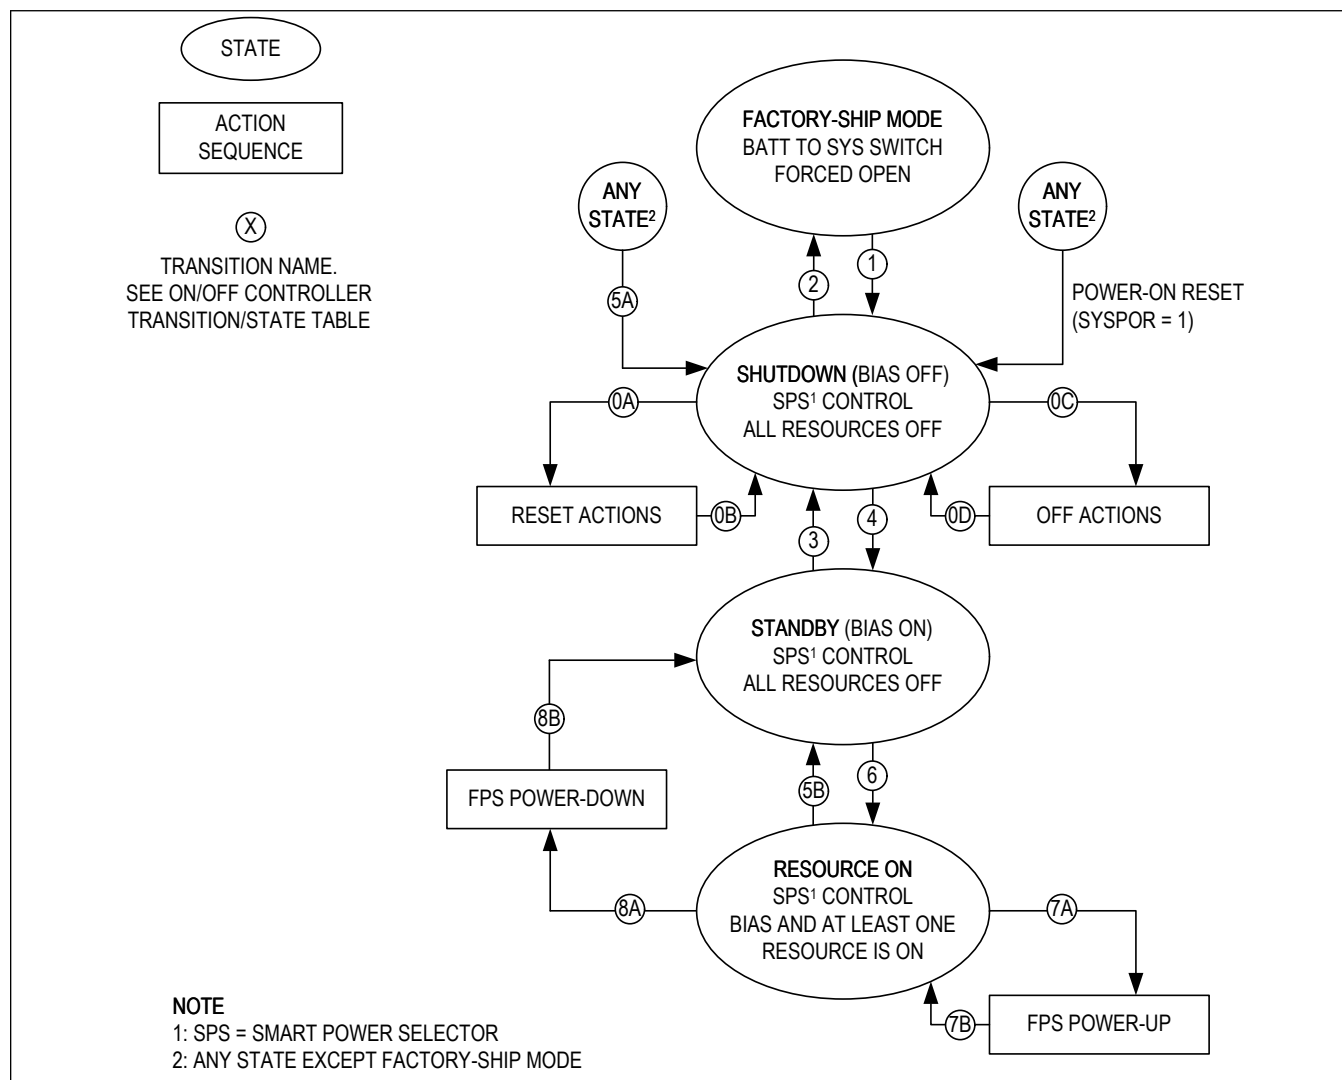 STATE
ACTION
SEQUENCE
X
TRANSITION NAME.
SEE ON/OFF CONTROLLER
TRANSITION/STATE TABLE
FACTORY-SHIP MODE
BATT TO SYS SWITCH
FORCED OPEN
ANY
STATE²
ANY
STATE²
5A
2
1
POWER-ON RESET
(SYSPOR = 1)
SHUTDOWN (BIAS OFF)
SPS¹ CONTROL
ALL RESOURCES OFF
0A
0C
RESET ACTIONS
0B
0D
OFF ACTIONS
3
4
STANDBY (BIAS ON)
SPS¹ CONTROL
ALL RESOURCES OFF
8B
FPS POWER-DOWN
5B
6
RESOURCE ON
SPS¹ CONTROL
BIAS AND AT LEAST ONE
RESOURCE IS ON
8A
7A
7B
FPS POWER-UP
NOTE
1: SPS = SMART POWER SELECTOR
2: ANY STATE EXCEPT FACTORY-SHIP MODE